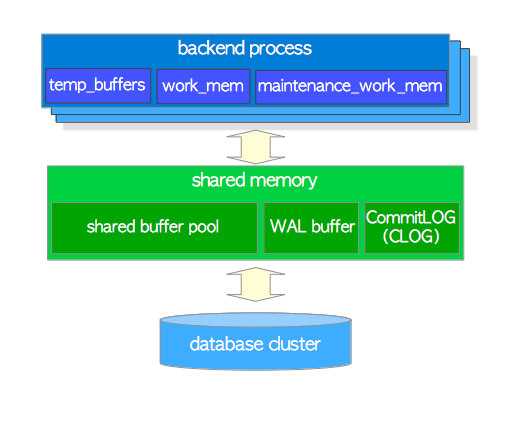 backend process
temp_buffers
work_mem
maintenance_work_mem
shared memory
shared buffer pool
WAL buffer
CommitLOG
(CLOG)
database cluster